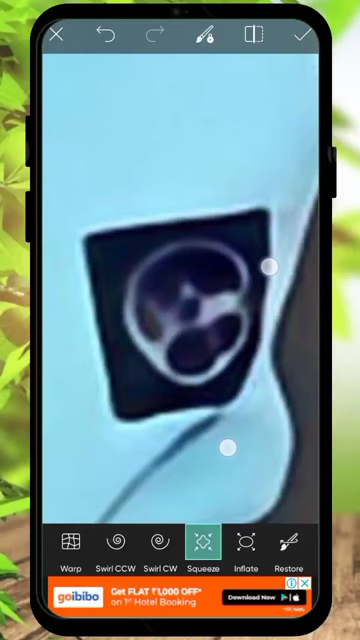 Warp
Swirl CCW
Swirl CW
Squeeze
Inflate
Restore
goibibo
Get FLAT ₹1,000 OFF*
on 1st Hotel Booking
Download Now
*T&C Apply